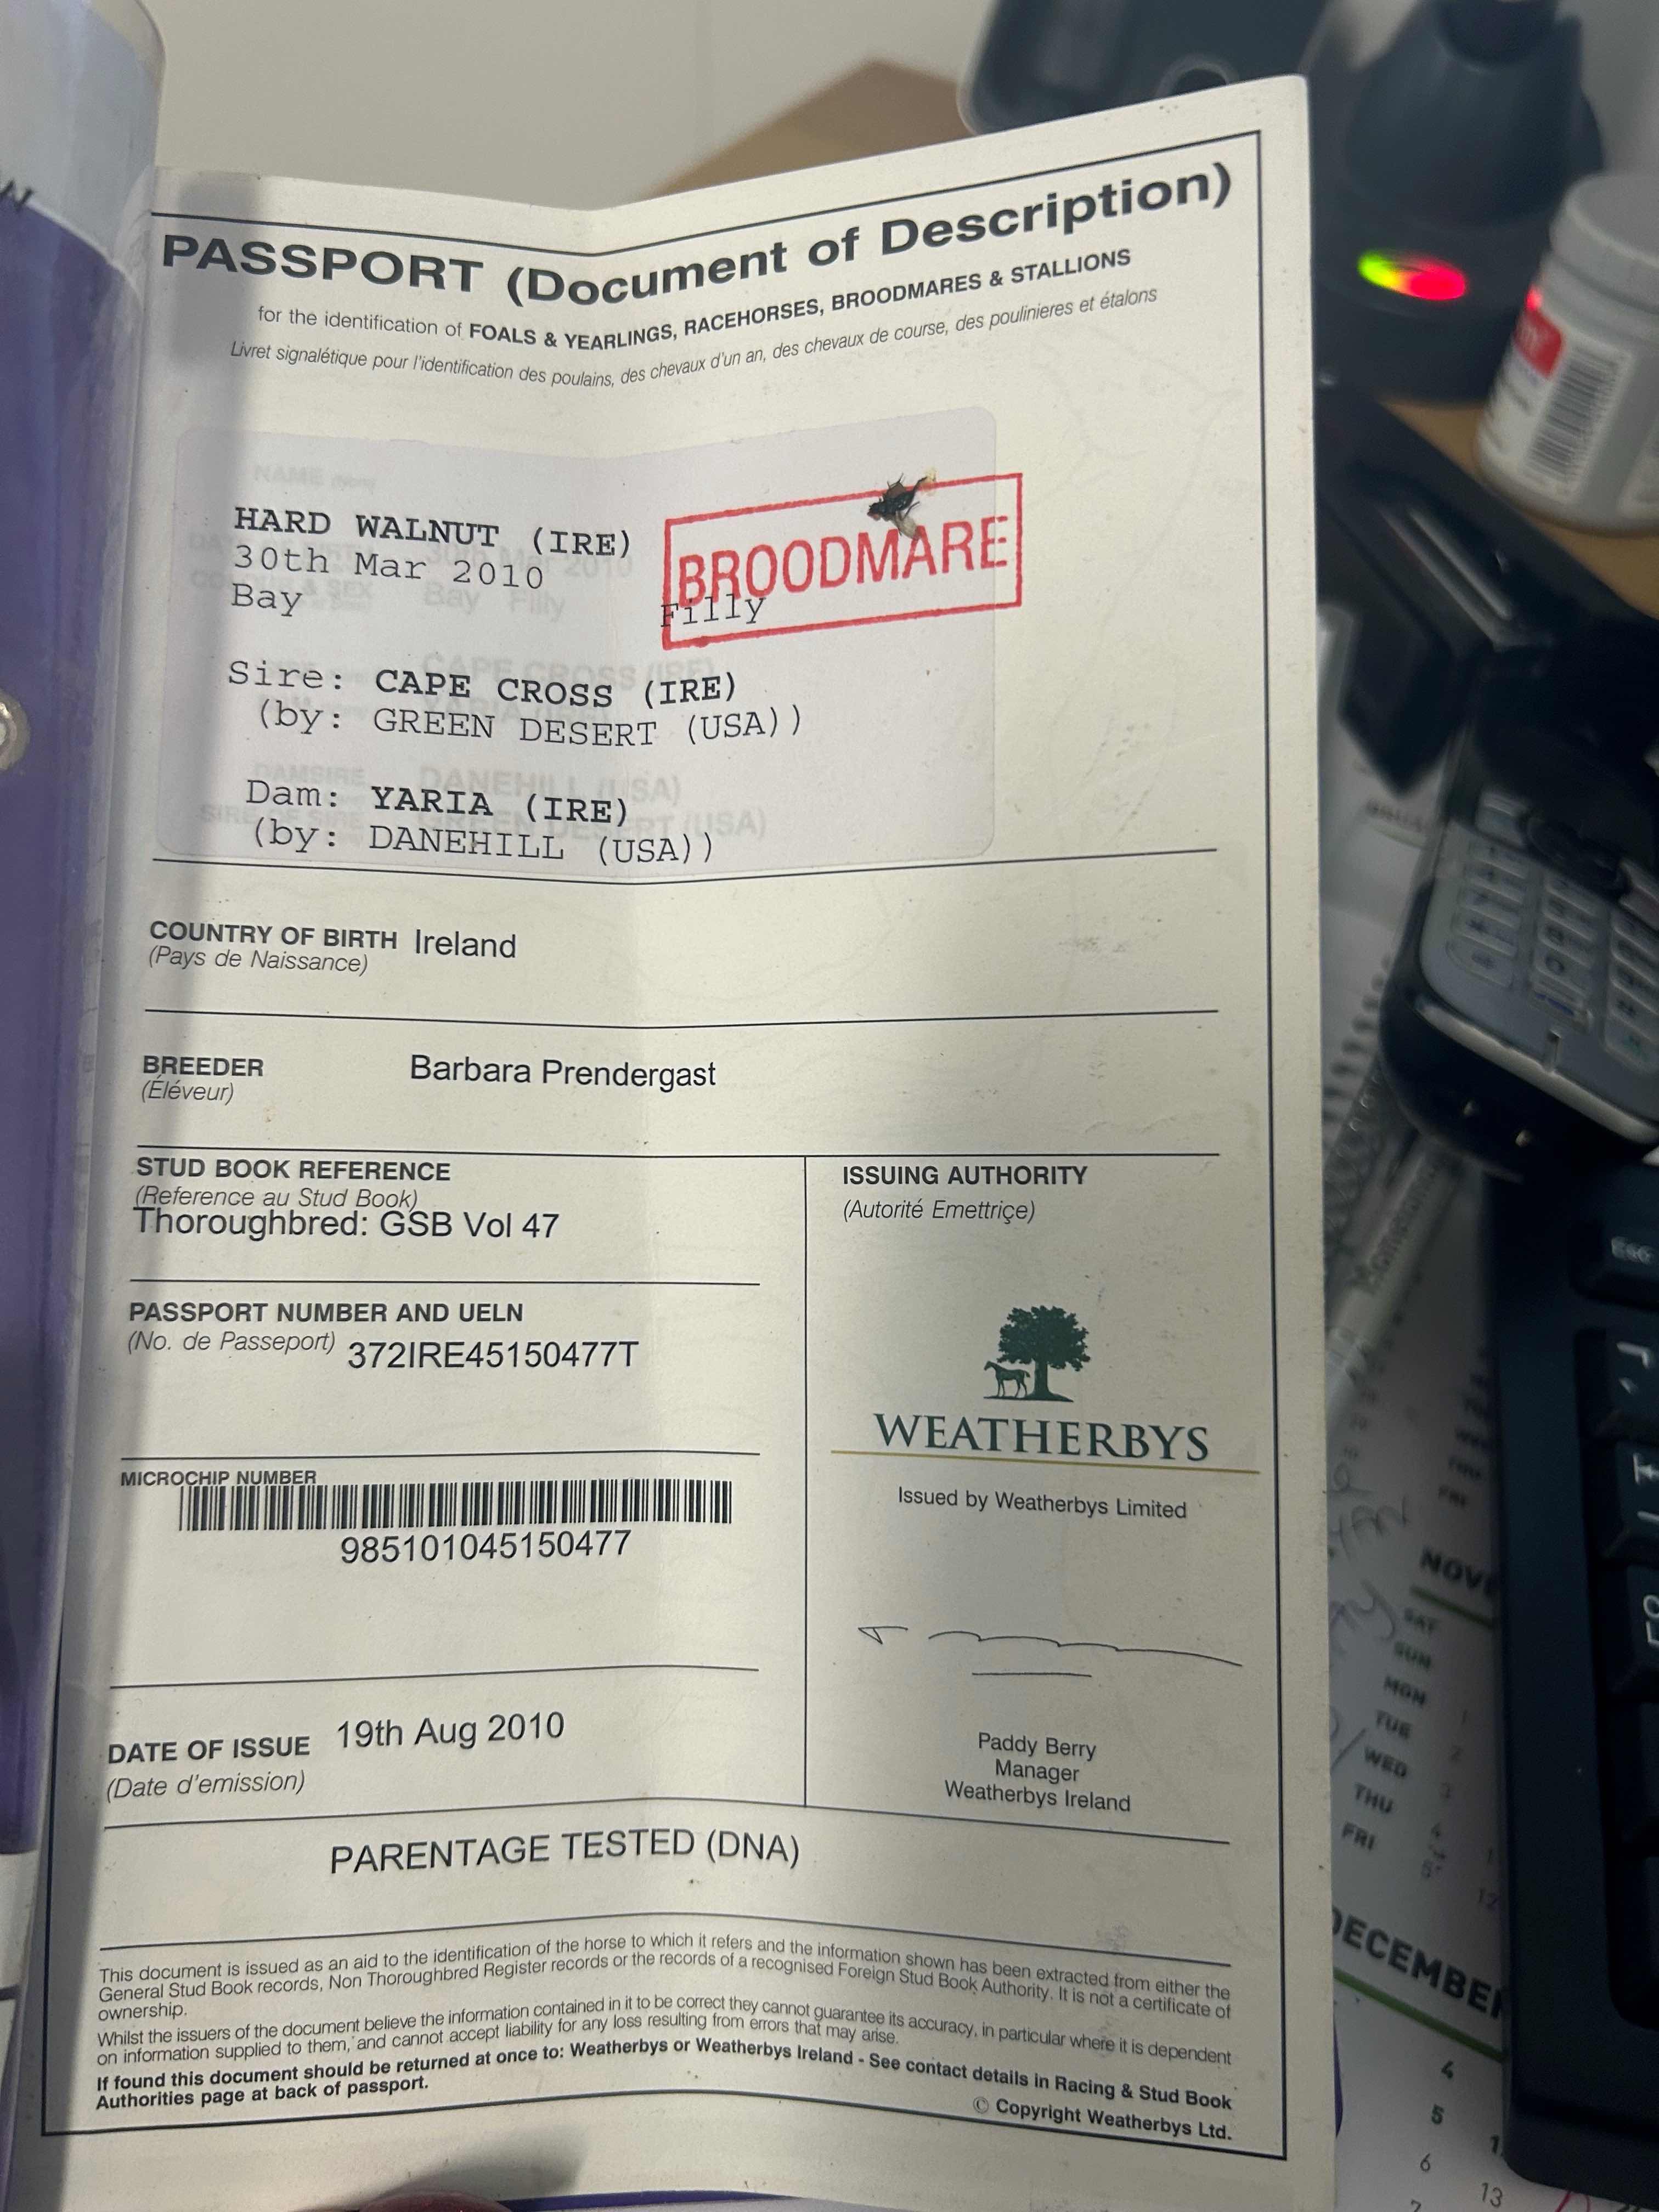 PASSPORT (Document of Description)
for the identification of FOALS & YEARLINGS, RACEHORSES, BROODMARES & STALLIONS
Livret signalétique pour l'identification des poulains, des chevaux d'un an, des chevaux de course, des poulinieres et étalons
HARD WALNUT (IRE)
30th Mar 2010
Bay Filly
BROODMARE
Sire: CAPE CROSS (IRE)
(by: GREEN DESERT (USA))
Dam: YARIA (IRE)
(by: DANEHILL (USA))
COUNTRY OF BIRTH Ireland
(Pays de Naissance)
BREEDER Barbara Prendergast
(Éléveur)
STUD BOOK REFERENCE
(Reference au Stud Book)
Thoroughbred: GSB Vol 47
PASSPORT NUMBER AND UELN
(No. de Passeport) 372IRE45150477T
MICROCHIP NUMBER
985101045150477
DATE OF ISSUE 19th Aug 2010
(Date d'emission)
ISSUING AUTHORITY
(Autorité Emettriçe)
WEATHERBYS
Issued by Weatherbys Limited
Paddy Berry
Manager
Weatherbys Ireland
PARENTAGE TESTED (DNA)
This document is issued as an aid to the identification of the horse to which it refers and the information shown has been extracted from either the
General Stud Book records, Non Thoroughbred Register records or the records of a recognised Foreign Stud Book Authority. It is not a certificate of
ownership.
Whilst the issuers of the document believe the information contained in it to be correct they cannot guarantee its accuracy, in particular where it is dependent
on information supplied to them, and cannot accept liability for any loss resulting from errors that may arise.
If found this document should be returned at once to: Weatherbys or Weatherbys Ireland - See contact details in Racing & Stud Book
Authorities page at back of passport.
© Copyright Weatherbys Ltd.
SAT
SUN
MON
TUE
WED
THU
FRI
4
5
6
13